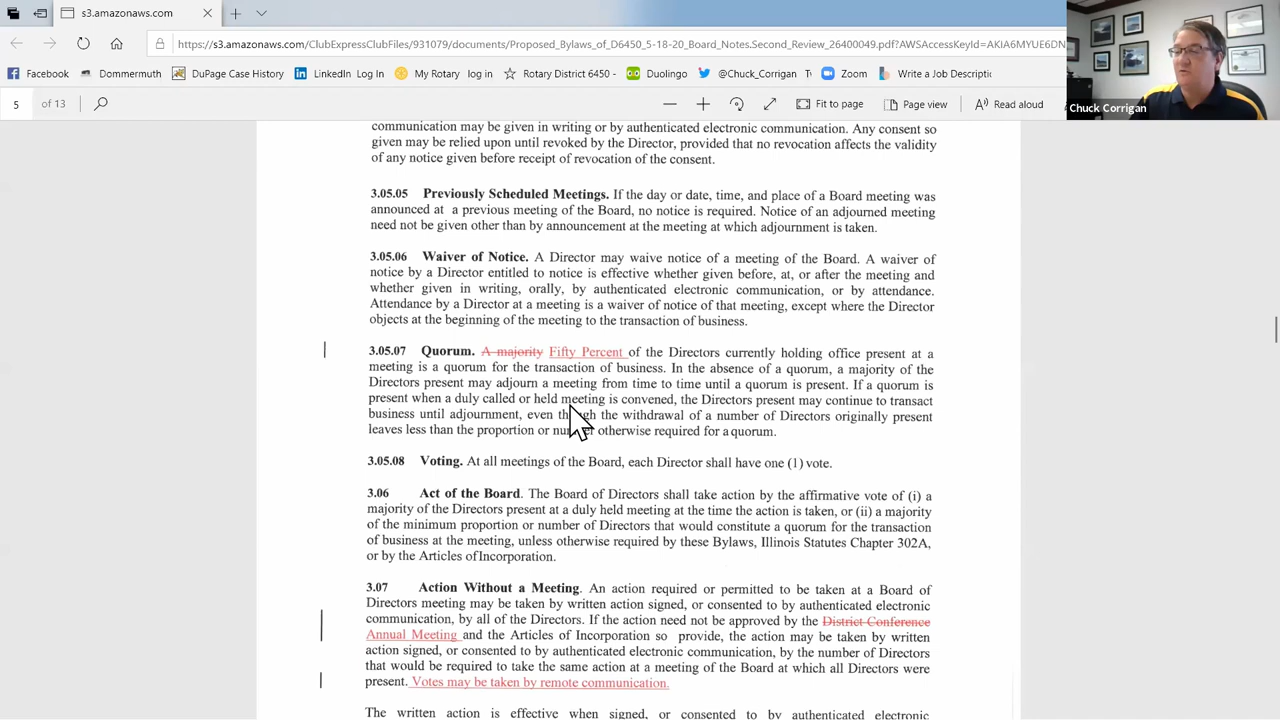 s3.amazonaws.com
https://s3.amazonaws.com/ClubExpressClubFiles/931079/documents/Proposed_Bylaws_of_D6450_5-18-20_Board_Notes.Second_Review_26400049.pdf?AWSAccessKeyId=AKIA6MYUE6DN
Facebook Dommermuth DuPage Case History LinkedIn Log In My Rotary log in Rotary District 6450 - Duolingo @Chuck_Corrigan Zoom Write a Job Descriptic
5 of 13 Fit to page Page view Read aloud
Chuck Corrigan
communication may be given in writing or by authenticated electronic communication. Any consent so
given may be relied upon until revoked by the Director, provided that no revocation affects the validity
of any notice given before receipt of revocation of the consent.
3.05.05 Previously Scheduled Meetings. If the day or date, time, and place of a Board meeting was
announced at a previous meeting of the Board, no notice is required. Notice of an adjourned meeting
need not be given other than by announcement at the meeting at which adjournment is taken.
3.05.06 Waiver of Notice. A Director may waive notice of a meeting of the Board. A waiver of
notice by a Director entitled to notice is effective whether given before, at, or after the meeting and
whether given in writing, orally, by authenticated electronic communication, or by attendance.
Attendance by a Director at a meeting is a waiver of notice of that meeting, except where the Director
objects at the beginning of the meeting to the transaction of business.
3.05.07 Quorum. A majority Fifty Percent of the Directors currently holding office present at a
meeting is a quorum for the transaction of business. In the absence of a quorum, a majority of the
Directors present may adjourn a meeting from time to time until a quorum is present. If a quorum is
present when a duly called or held meeting is convened, the Directors present may continue to transact
business until adjournment, even though the withdrawal of a number of Directors originally present
leaves less than the proportion or number otherwise required for a quorum.
3.05.08 Voting. At all meetings of the Board, each Director shall have one (1) vote.
3.06 Act of the Board. The Board of Directors shall take action by the affirmative vote of (i) a
majority of the Directors present at a duly held meeting at the time the action is taken, or (ii) a majority
of the minimum proportion or number of Directors that would constitute a quorum for the transaction
of business at the meeting, unless otherwise required by these Bylaws, Illinois Statutes Chapter 302A,
or by the Articles of Incorporation.
3.07 Action Without a Meeting. An action required or permitted to be taken at a Board of
Directors meeting may be taken by written action signed, or consented to by authenticated electronic
communication, by all of the Directors. If the action need not be approved by the District Conference
Annual Meeting and the Articles of Incorporation so provide, the action may be taken by written
action signed, or consented to by authenticated electronic communication, by the number of Directors
that would be required to take the same action at a meeting of the Board at which all Directors were
present. Votes may be taken by remote communication.
The written action is effective when signed, or consented to by authenticated electronic